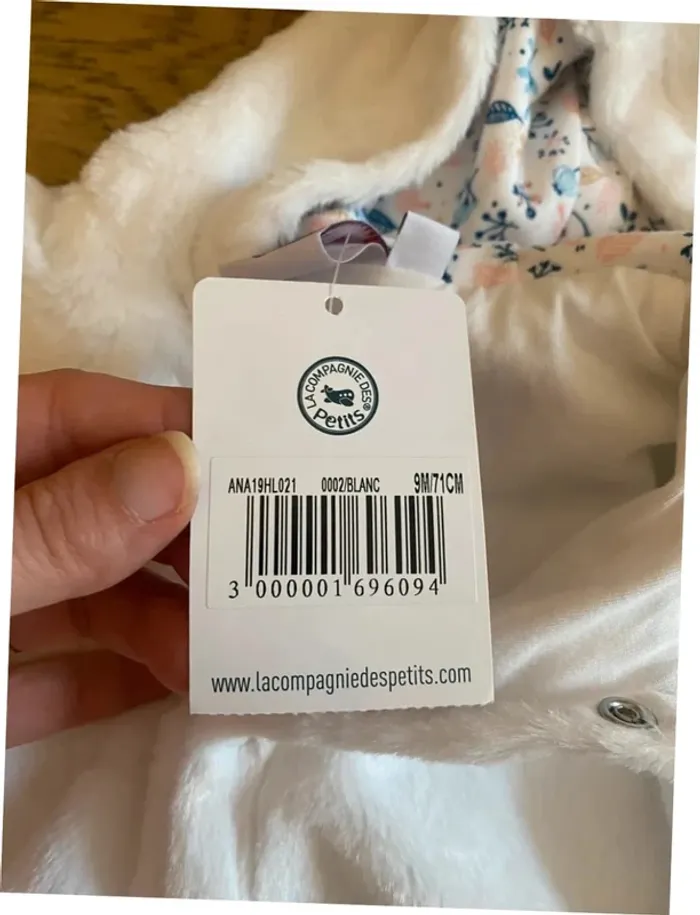 LA COMPAGNIE DES
Petits®
ANA19HL021 0002/BLANC 9M/71CM
3 000001 696094
www.lacompagniedespetits.com